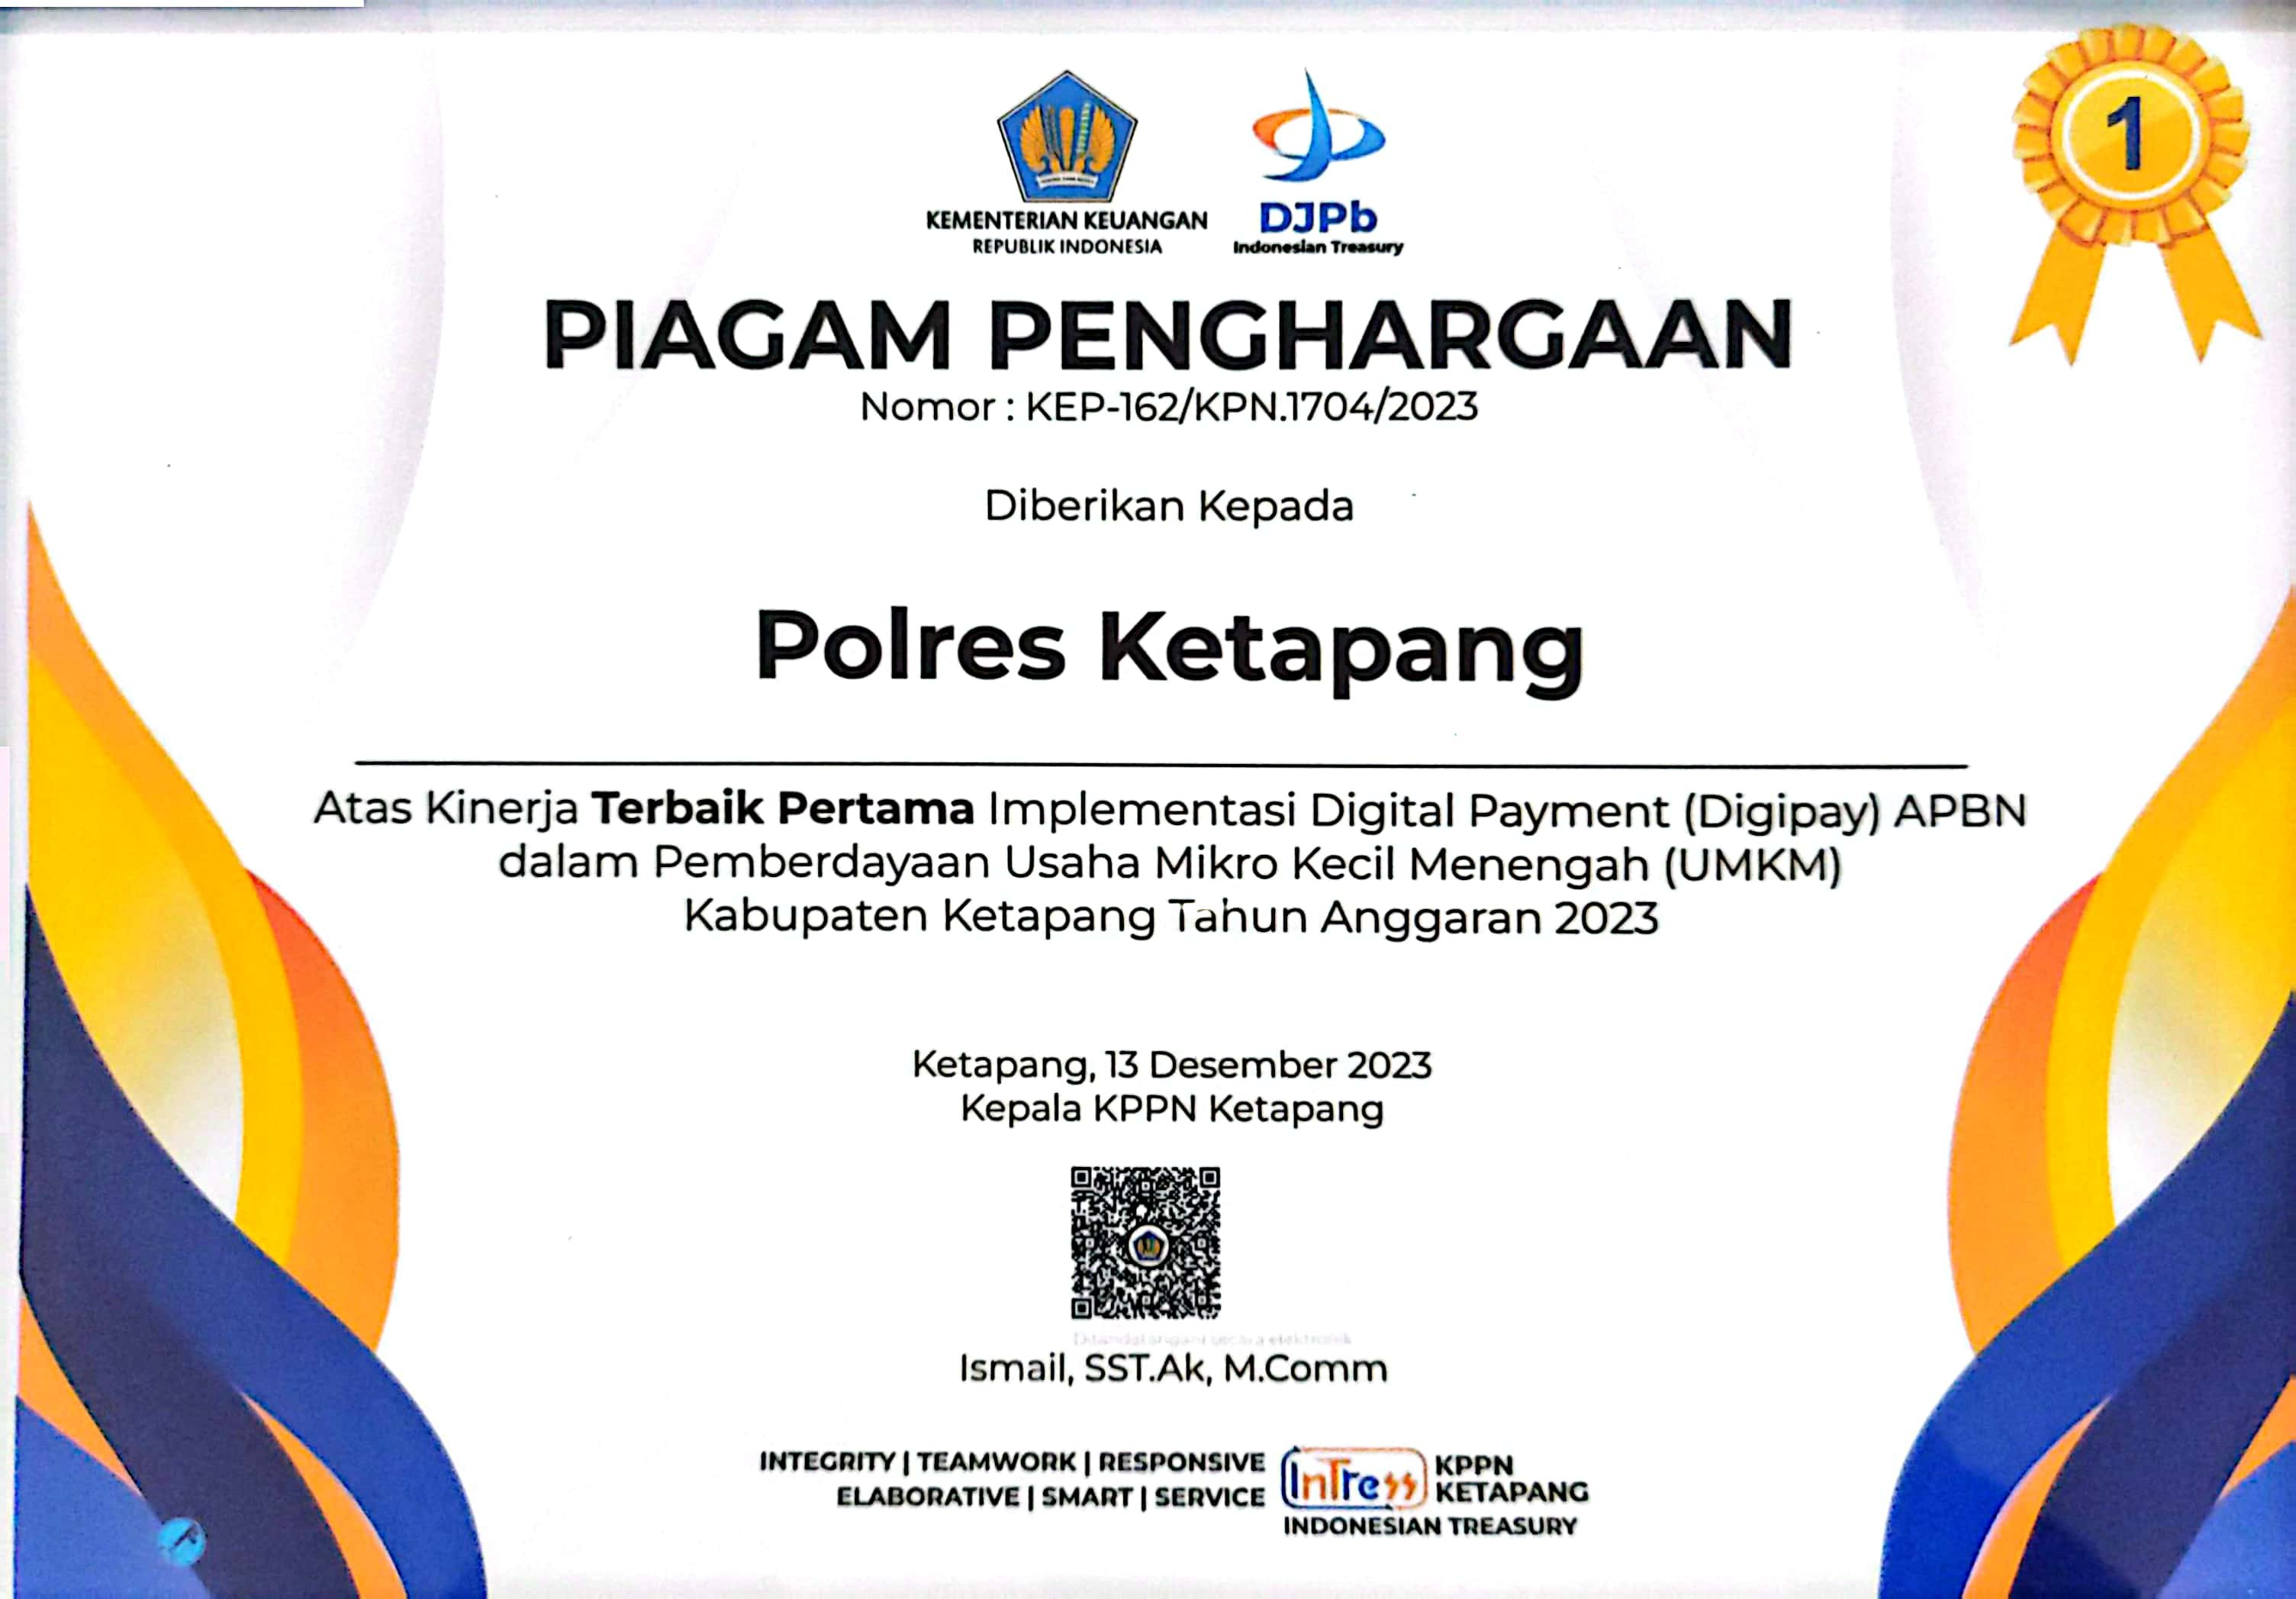 1
KEMENTERIAN KEUANGAN
REPUBLIK INDONESIA
DJPb
Indonesian Treasury
PIAGAM PENGHARGAAN
Nomor : KEP-162/KPN.1704/2023
Diberikan Kepada
Polres Ketapang
Atas Kinerja Terbaik Pertama Implementasi Digital Payment (Digipay) APBN
dalam Pemberdayaan Usaha Mikro Kecil Menengah (UMKM)
Kabupaten Ketapang Tahun Anggaran 2023
Ketapang, 13 Desember 2023
Kepala KPPN Ketapang
Ditandatangani secara elektronik
Ismail, SST.Ak, M.Comm
INTEGRITY | TEAMWORK | RESPONSIVE
ELABORATIVE | SMART | SERVICE
InTress
KPPN
KETAPANG
INDONESIAN TREASURY